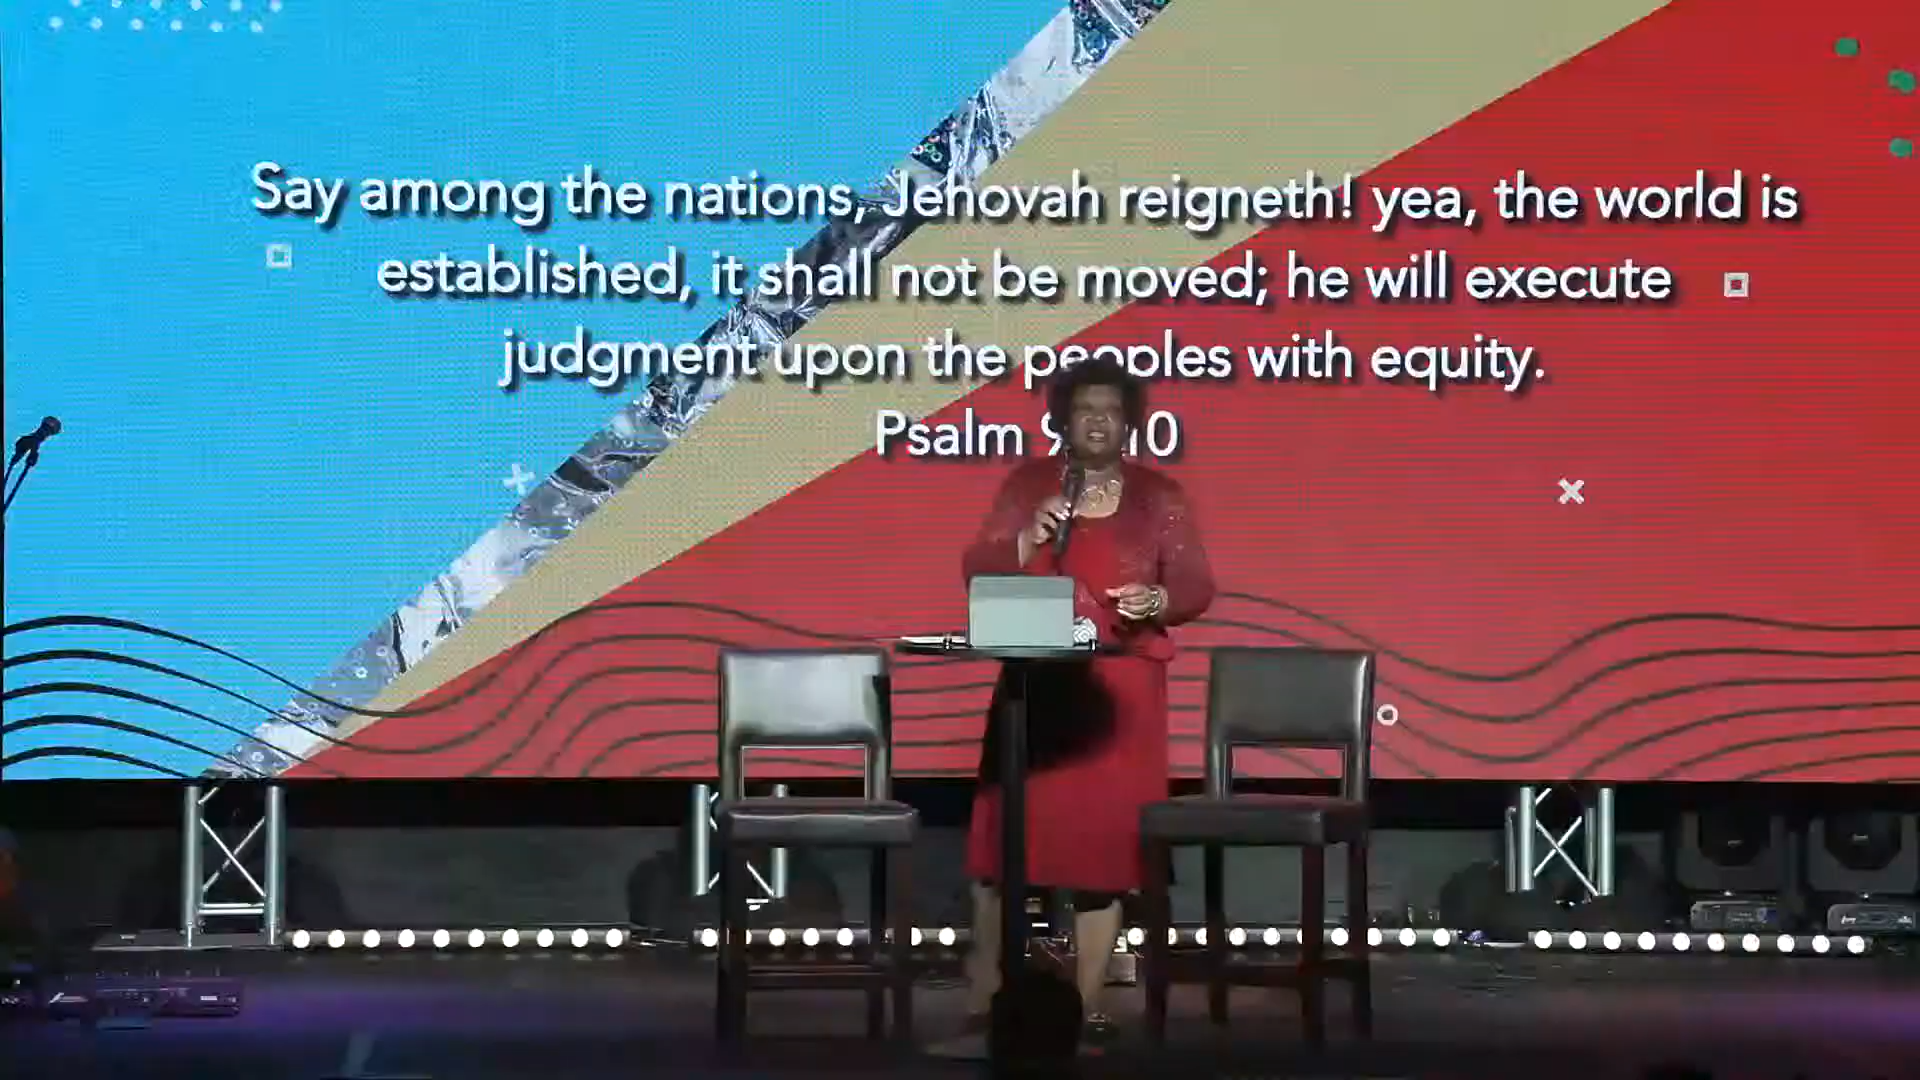 Say among the nations, Jehovah reigneth! yea, the world is
established, it shall not be moved; he will execute
judgment upon the peoples with equity.
Psalm